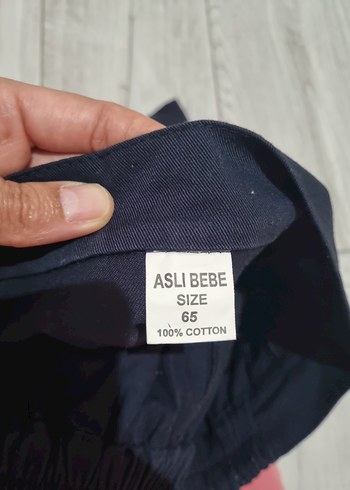 ASLI BEBE
SIZE
65
100% COTTON